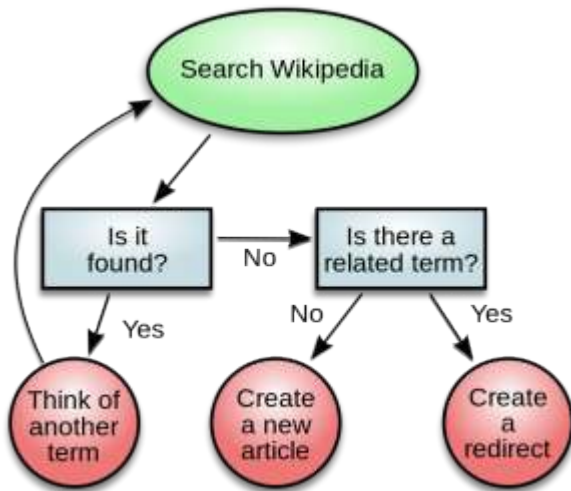 Search Wikipedia
Is it
found?
No
Is there a
related term?
Yes
No
Yes
Think of
another
term
Create
a new
article
Create
a
redirect